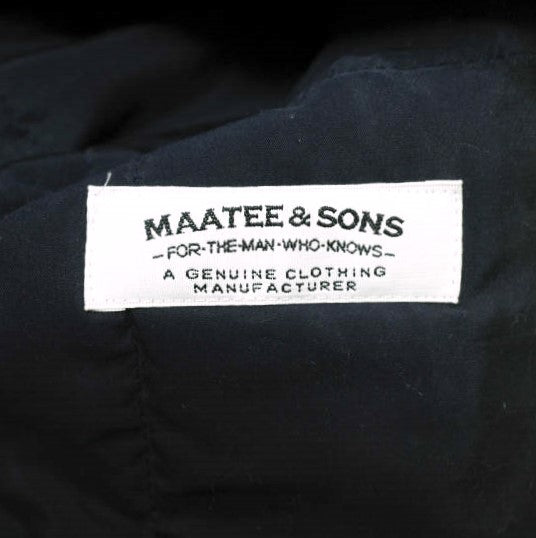 MAATEE & SONS
-FOR-THE-MAN-WHO-KNOWS-
A GENUINE CLOTHING
MANUFACTURER